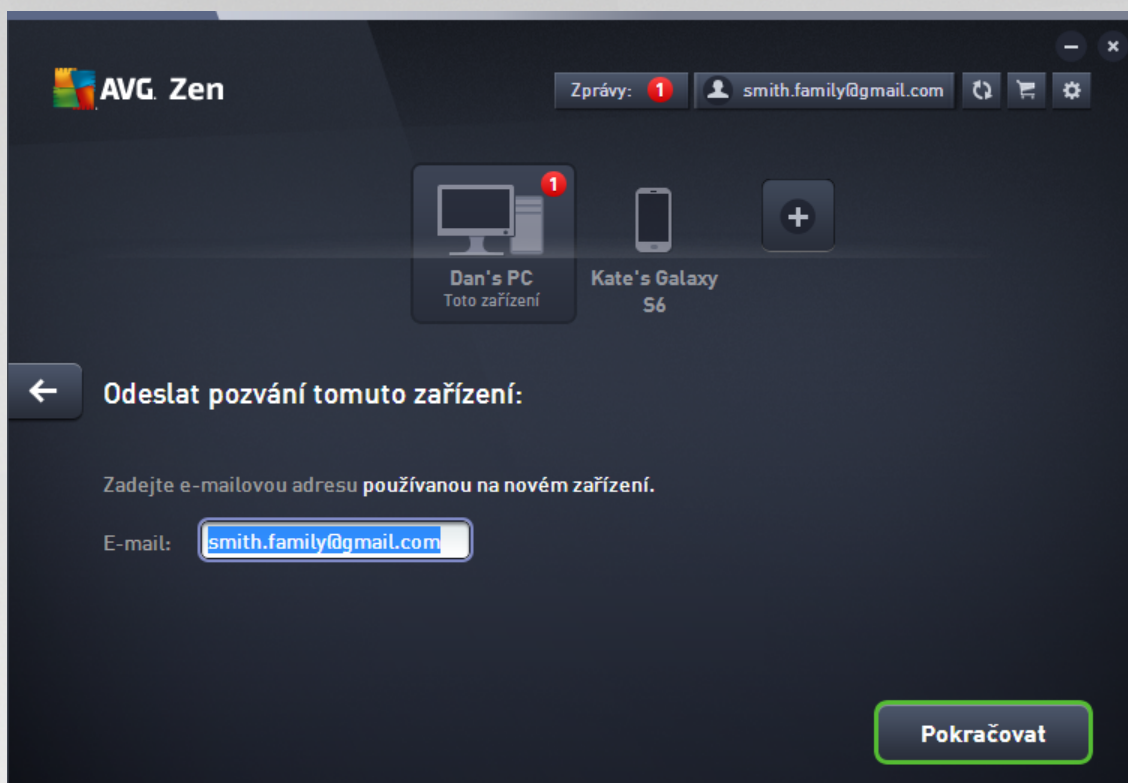 AVG. Zen
Zprávy: 1
smith.family@gmail.com
1
Dan's PC
Toto zařízení
Kate's Galaxy
S6
Odeslat pozvání tomuto zařízení:
Zadejte e-mailovou adresu používanou na novém zařízení.
E-mail: smith.family@gmail.com
Pokračovat